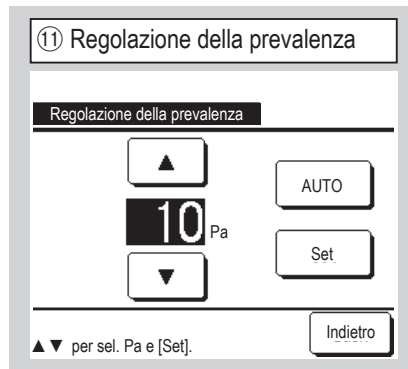 ⑪ Regolazione della prevalenza
Regolazione della prevalenza
▲
AUTO
10 Pa
Set
▼
Indietro
▲▼ per sel. Pa e [Set].